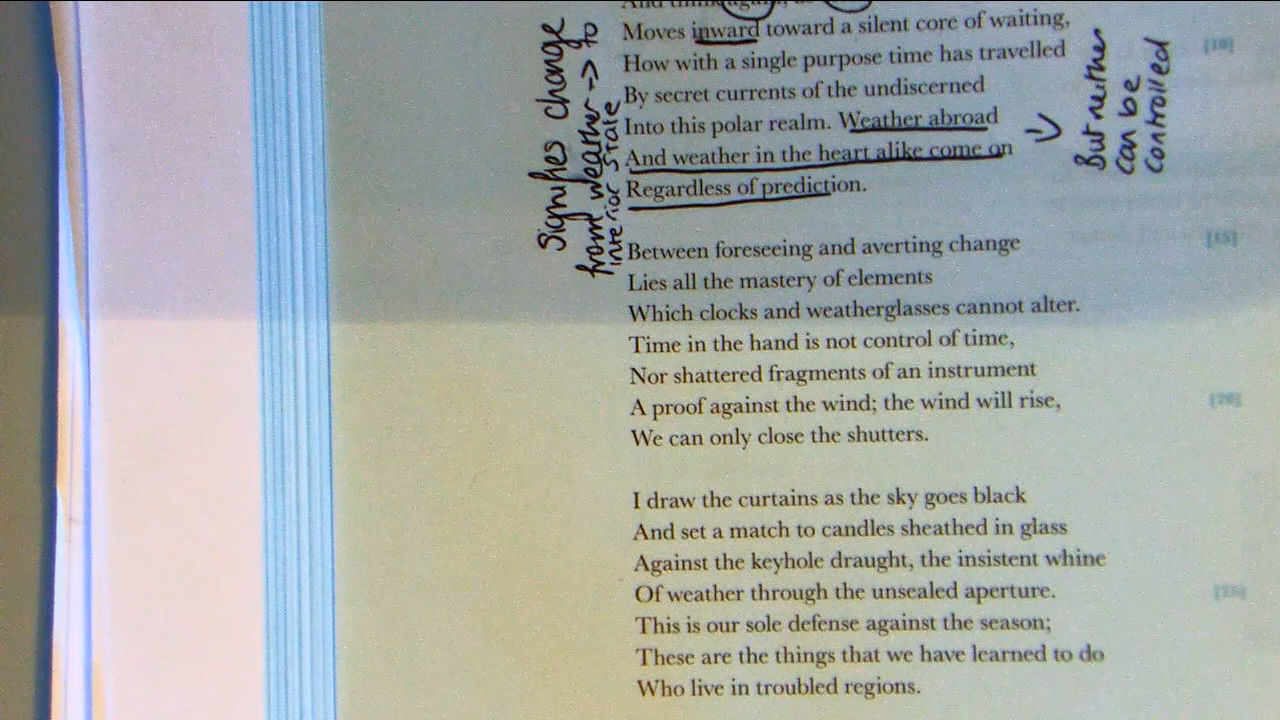 And think again, as
Moves inward toward a silent core of waiting,
How with a single purpose time has travelled
By secret currents of the undiscerned
Into this polar realm. Weather abroad
And weather in the heart alike come on
Regardless of prediction.
Signifies change
from weather -> to
interior state
But neither
can be
controlled
[10]
Between foreseeing and averting change
Lies all the mastery of elements
Which clocks and weatherglasses cannot alter.
Time in the hand is not control of time,
Nor shattered fragments of an instrument
A proof against the wind; the wind will rise,
We can only close the shutters.
[15]
[20]
I draw the curtains as the sky goes black
And set a match to candles sheathed in glass
Against the keyhole draught, the insistent whine
Of weather through the unsealed aperture.
This is our sole defense against the season;
These are the things that we have learned to do
Who live in troubled regions.
[25]